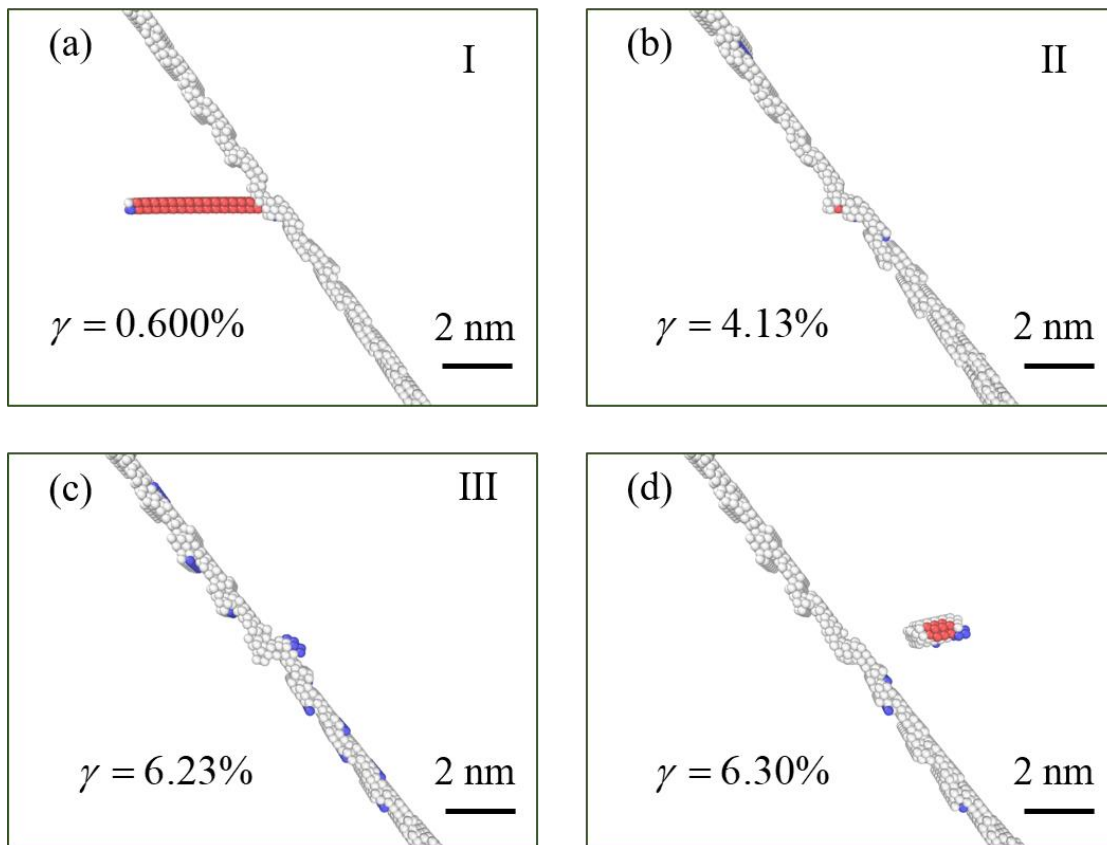 (a)
I
γ = 0.600%
2 nm
(b)
II
γ = 4.13%
2 nm
(c)
III
γ = 6.23%
2 nm
(d)
γ = 6.30%
2 nm